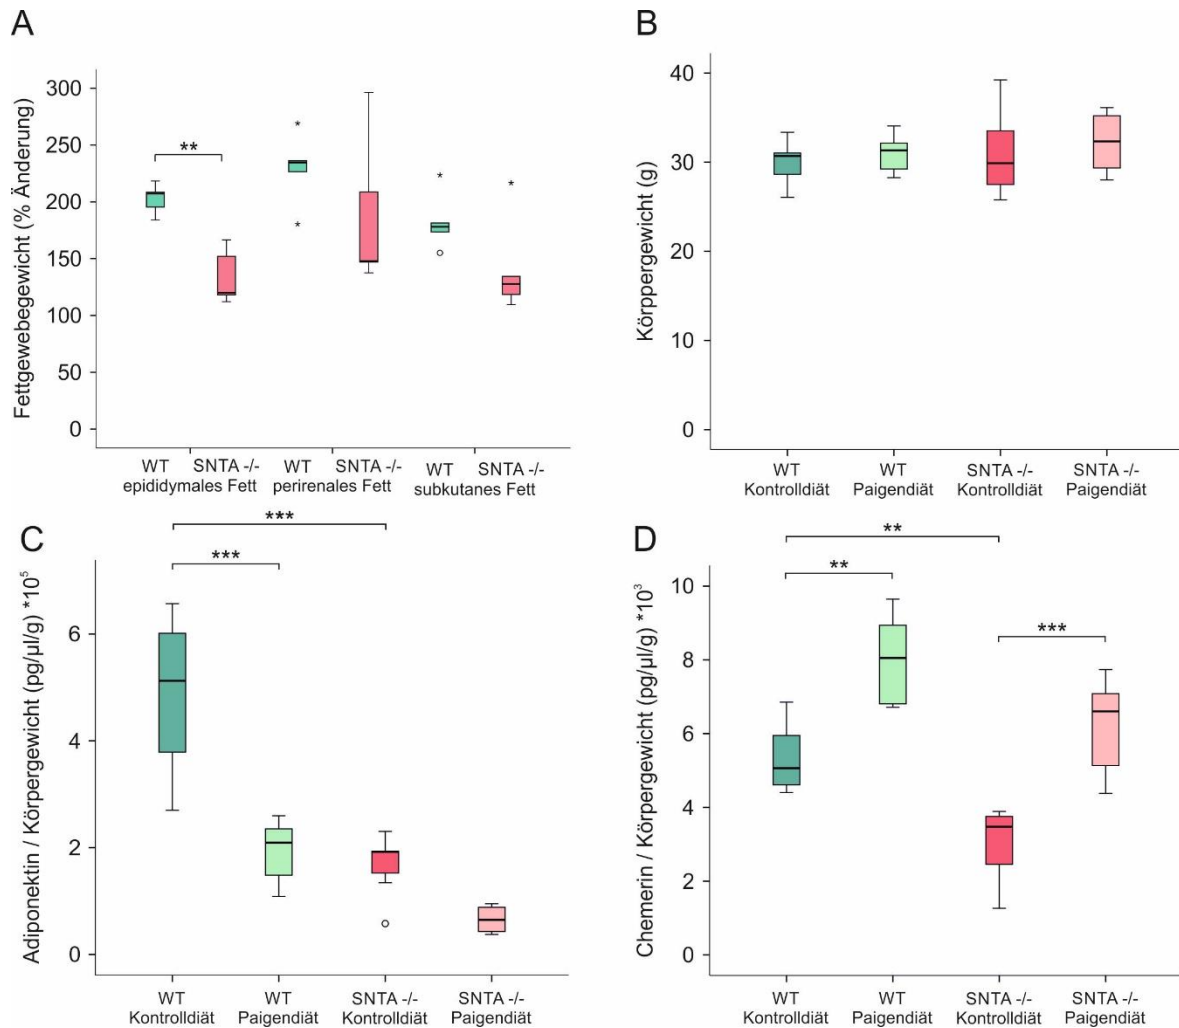 A
Fettgewebegewicht (% Änderung)
300
250
200
150
100
50
0
**
*
*
*
*
WT SNTA -/- WT SNTA -/- WT SNTA -/-
epididymales Fett perirenales Fett subkutanes Fett
B
Körppergewicht (g)
40
30
20
10
0
WT WT SNTA -/- SNTA -/-
Kontrolldiät Paigendiät Kontrolldiät Paigendiät
C
Adiponektin / Körpergewicht (pg/µl/g) *10⁵
6
4
2
0
***
***
WT WT SNTA -/- SNTA -/-
Kontrolldiät Paigendiät Kontrolldiät Paigendiät
D
Chemerin / Körpergewicht (pg/µl/g) *10³
10
8
6
4
2
0
**
**
***
WT WT SNTA -/- SNTA -/-
Kontrolldiät Paigendiät Kontrolldiät Paigendiät